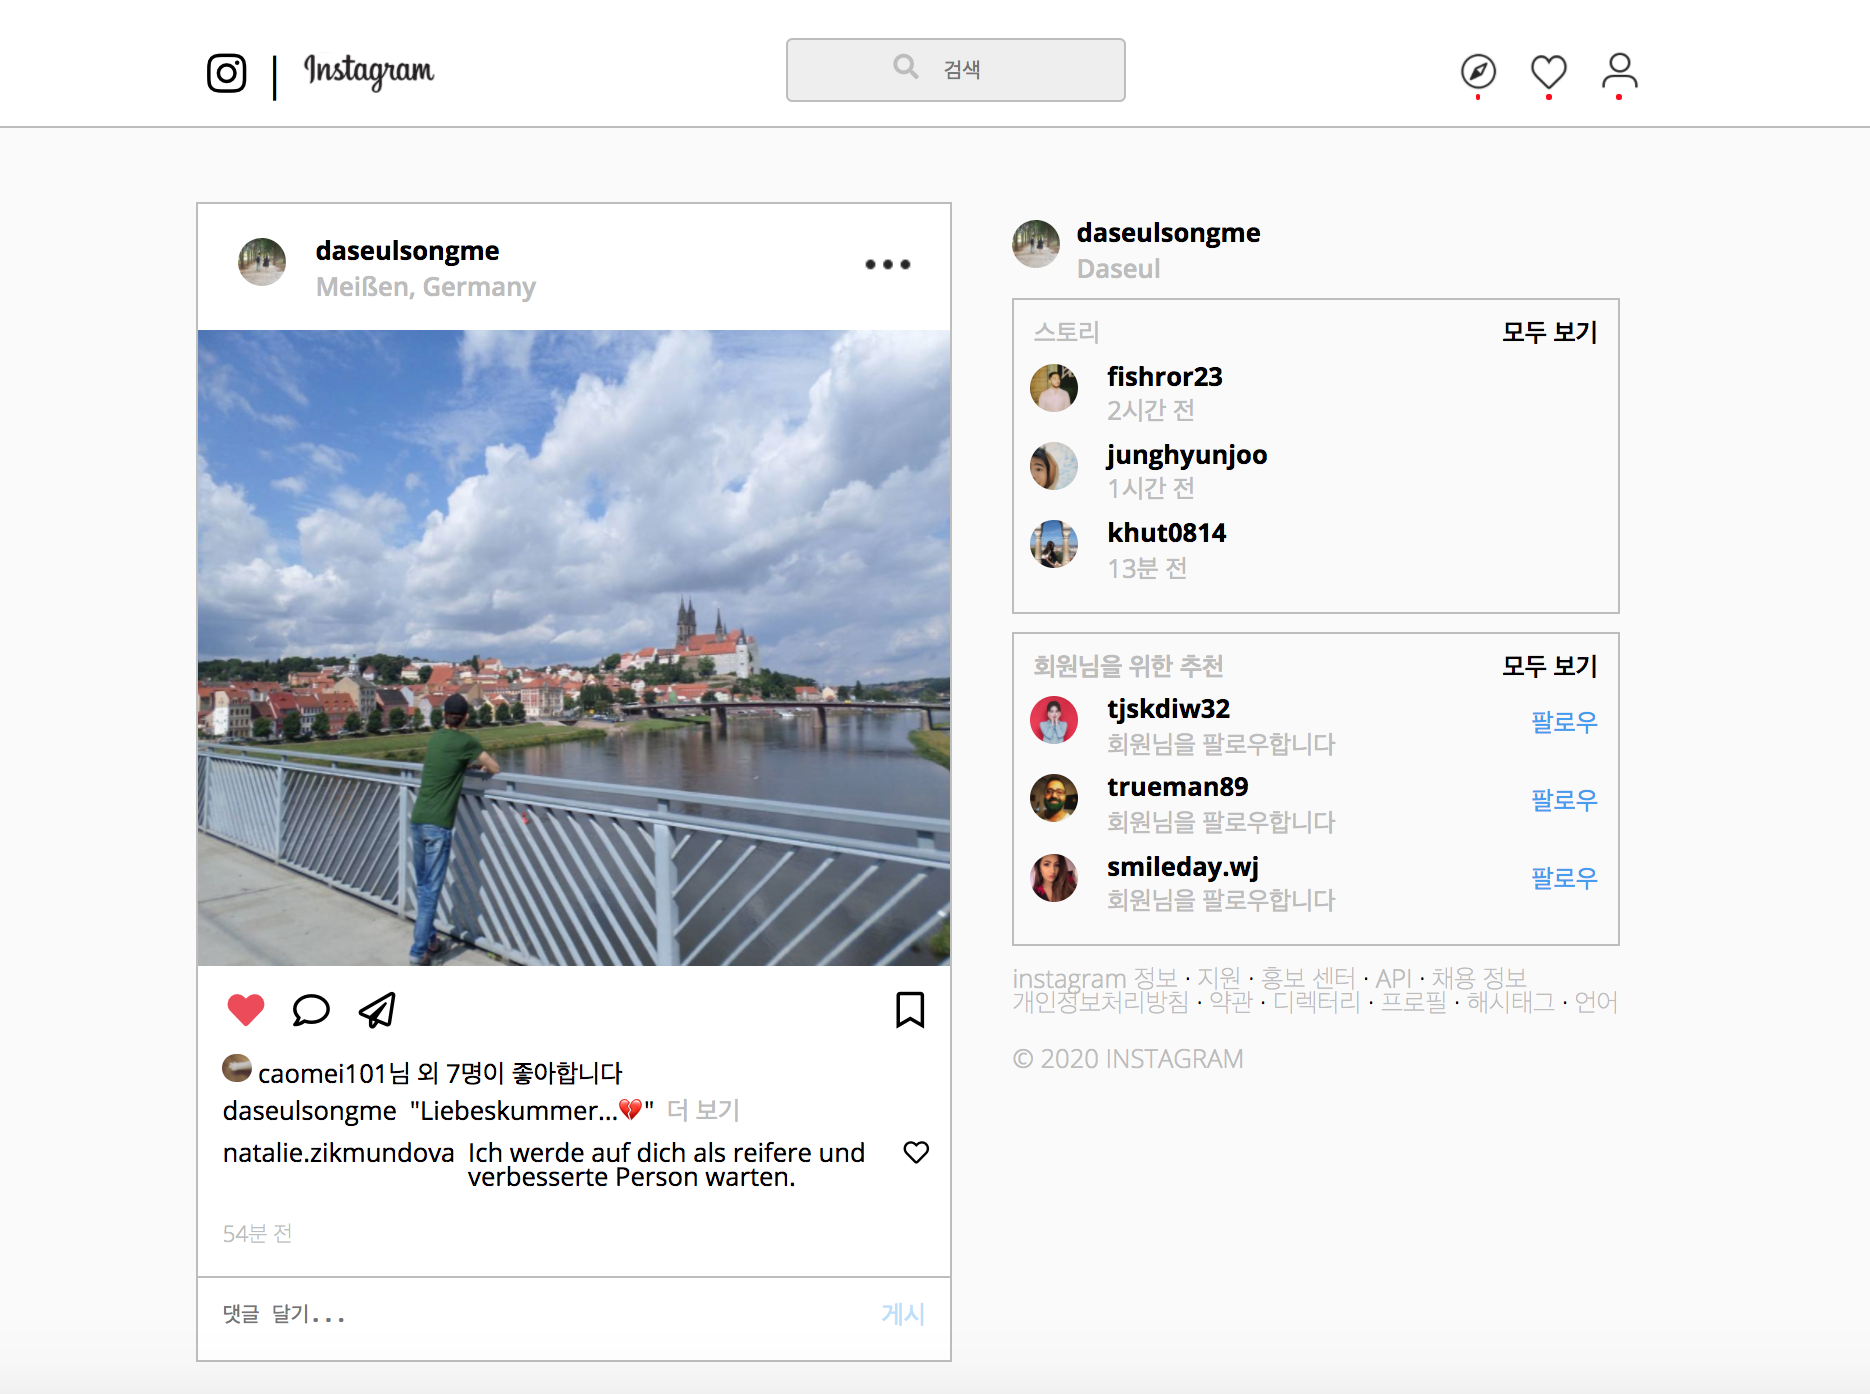 Instagram
검색
daseulsongme
Meißen, Germany
caomei101님 외 7명이 좋아합니다
daseulsongme "Liebeskummer...💔" 더 보기
natalie.zikmundova Ich werde auf dich als reifere und
verbesserte Person warten.
54분 전
댓글 달기...
게시
daseulsongme
Daseul
스토리
모두 보기
fishror23
2시간 전
junghyunjoo
1시간 전
khut0814
13분 전
회원님을 위한 추천
모두 보기
tjskdiw32
회원님을 팔로우합니다
팔로우
trueman89
회원님을 팔로우합니다
팔로우
smileday.wj
회원님을 팔로우합니다
팔로우
instagram 정보 · 지원 · 홍보 센터 · API · 채용 정보
개인정보처리방침 · 약관 · 디렉터리 · 프로필 · 해시태그 · 언어
© 2020 INSTAGRAM